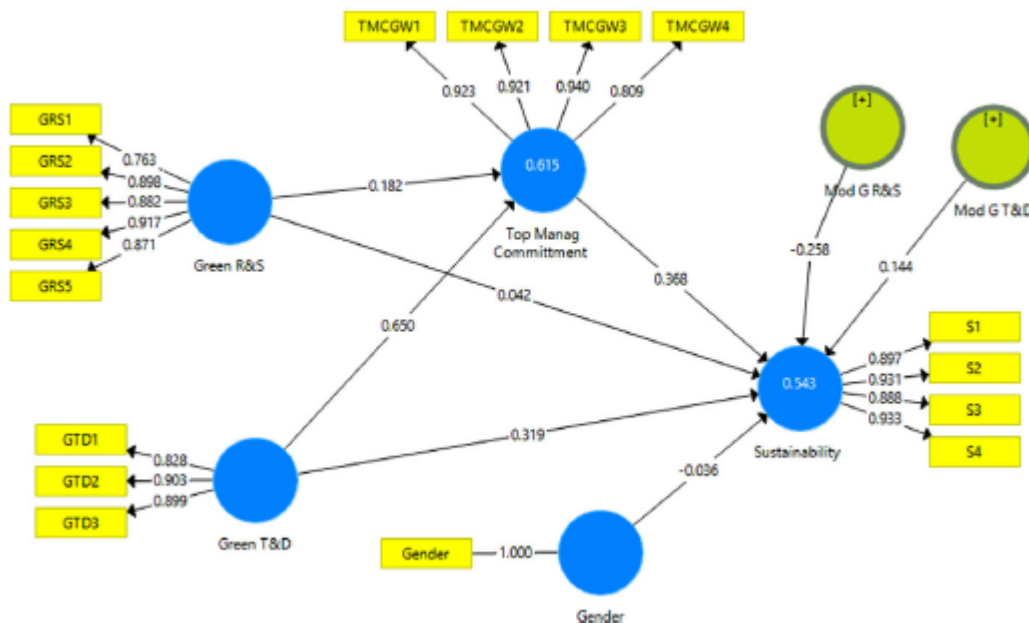 TMCGW1
TMCGW2
TMCGW3
TMCGW4
0.923
0.921
0.940
0.809
GRS1
GRS2
GRS3
GRS4
GRS5
0.763
0.898
0.882
0.917
0.871
Green R&S
0.182
0.615
Top Manag
Committment
[+]
Mod G R&S
[+]
Mod G T&D
-0.258
0.144
0.368
0.042
0.650
GTD1
GTD2
GTD3
0.828
0.903
0.899
Green T&D
0.319
0.543
Sustainability
0.897
0.931
0.888
0.933
S1
S2
S3
S4
-0.036
Gender
1.000
Gender